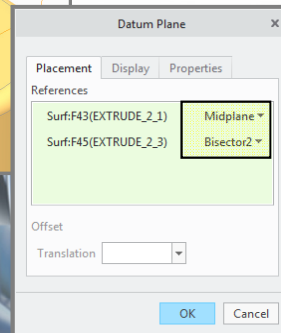 Datum Plane x
Placement Display Properties
References
Surf:F43(EXTRUDE_2_1) Midplane
Surf:F45(EXTRUDE_2_3) Bisector2
Offset
Translation
OK Cancel